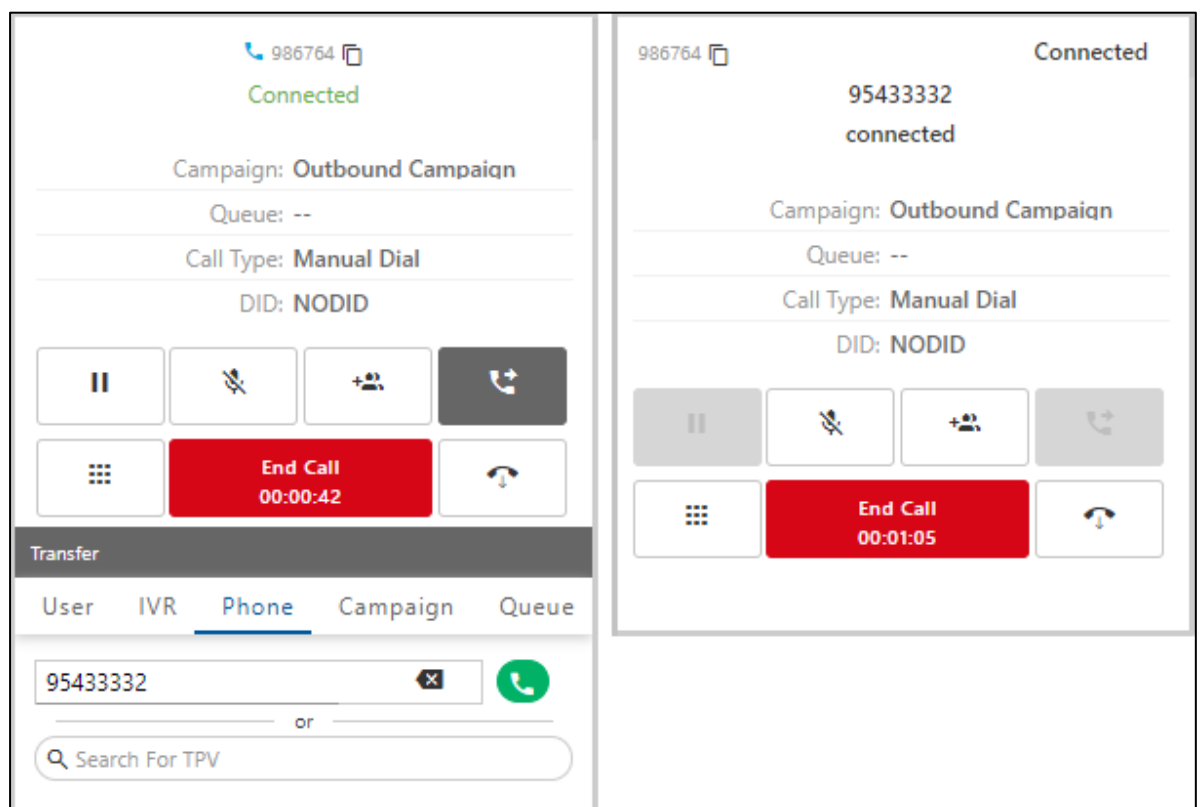 986764
Connected
Campaign: Outbound Campaign
Queue: --
Call Type: Manual Dial
DID: NODID
End Call
00:00:42
Transfer
User IVR Phone Campaign Queue
95433332
or
Search For TPV
986764 Connected
95433332
connected
Campaign: Outbound Campaign
Queue: --
Call Type: Manual Dial
DID: NODID
End Call
00:01:05